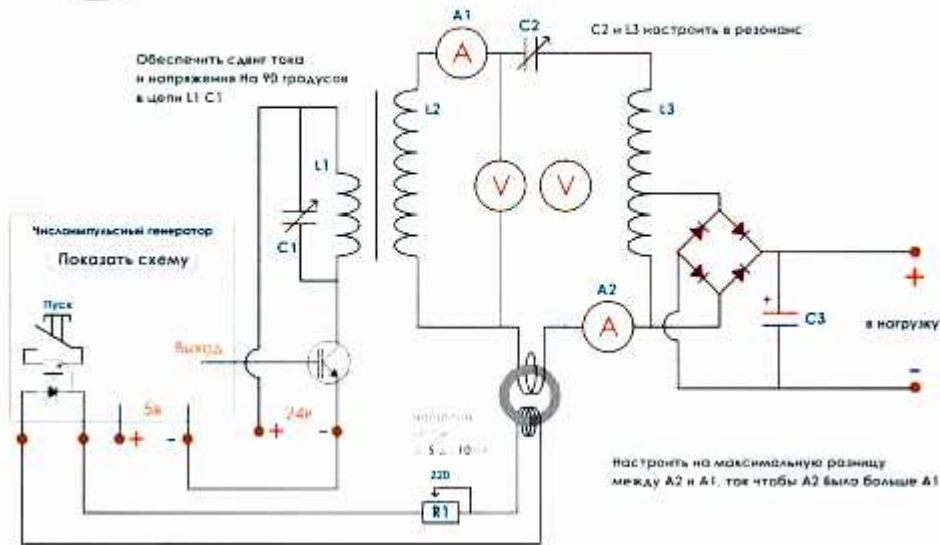 A1
C2
C2 и L3 настроить в резонанс
Обеспечить сдвиг тока
и напряжения На 90 градусов
в цепи L1 C1
A
L2
L3
L1
V
V
C1
Числоимпульсный генератор
Показать схему
Пуск
A2
A
+
C3
+
в нагрузку
-
Выход
5в
24в
+
-
+
-
5
10
220
R1
Настроить на максимальную разницу
между A2 и A1, так чтобы A2 было больше A1